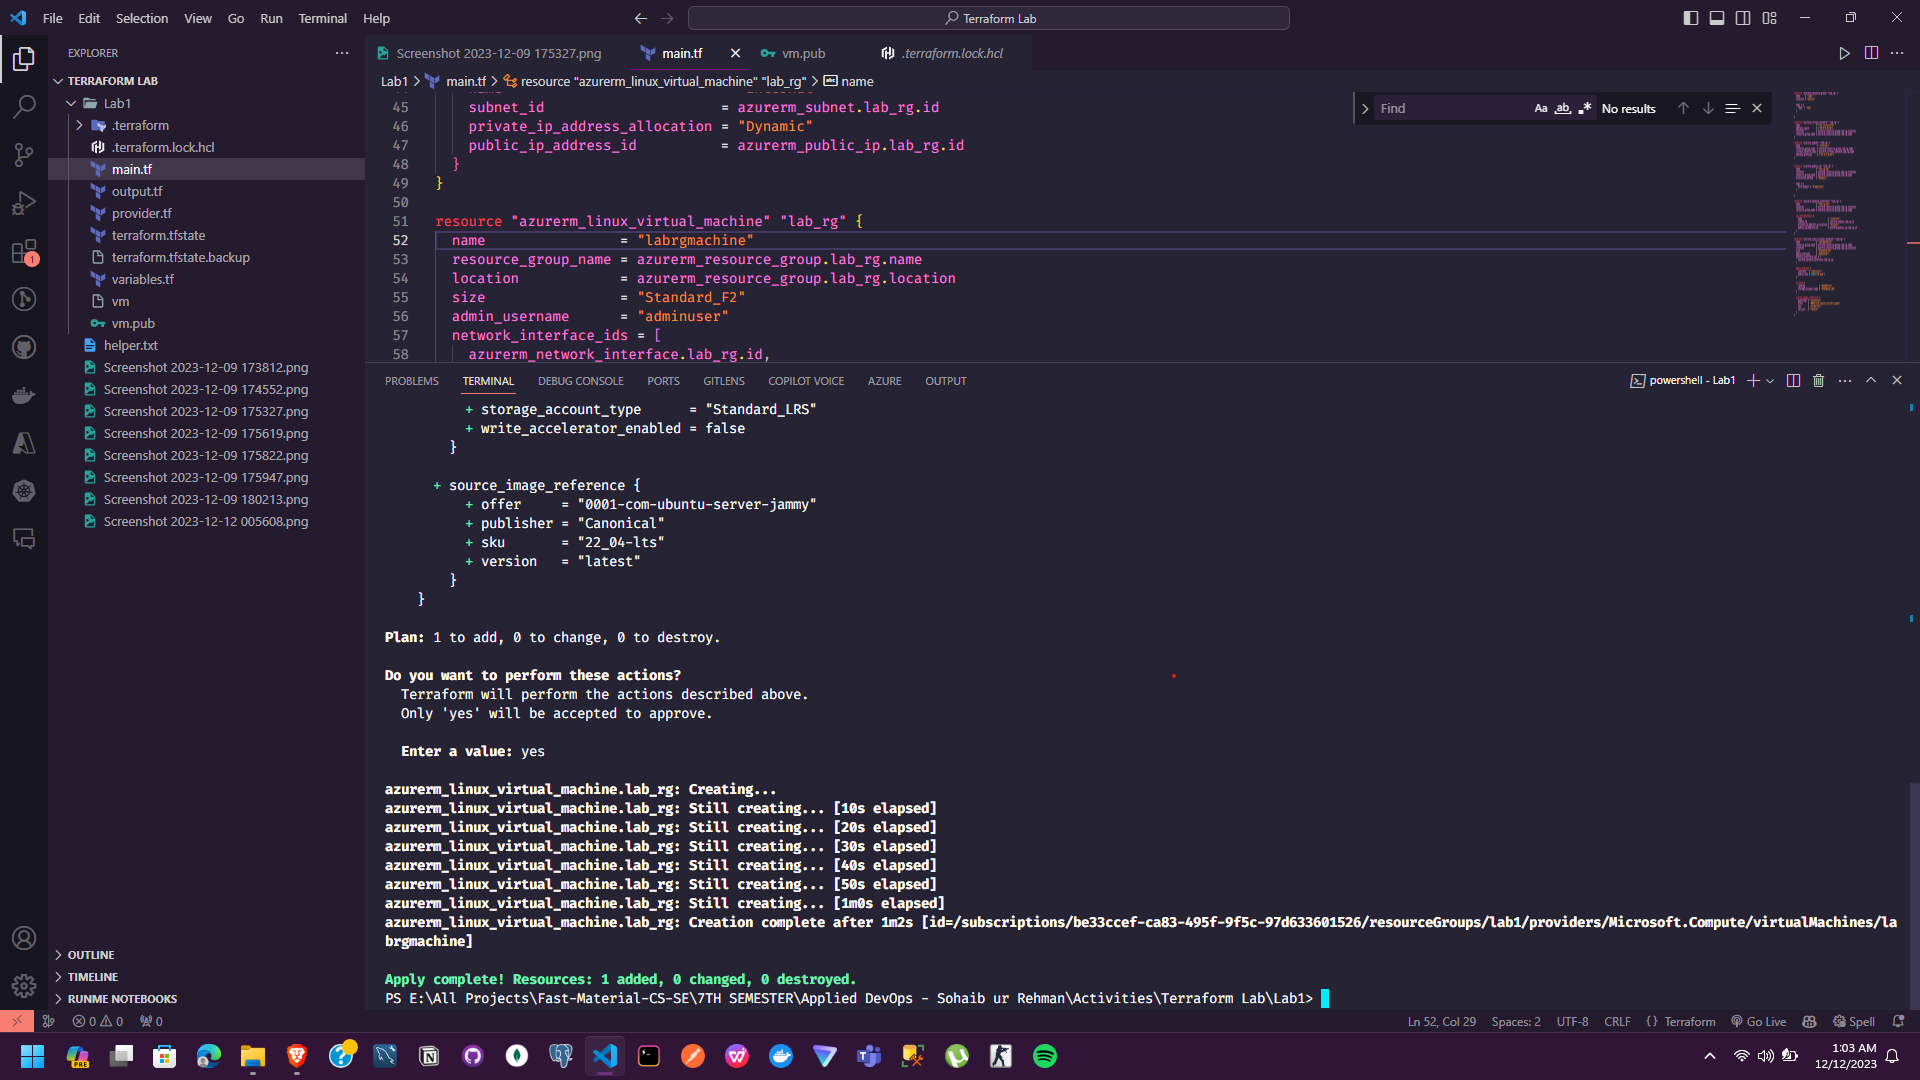 File Edit Selection View Go Run Terminal Help
Terraform Lab
EXPLORER
TERRAFORM LAB
Lab1
.terraform
.terraform.lock.hcl
main.tf
output.tf
provider.tf
terraform.tfstate
terraform.tfstate.backup
variables.tf
vm
vm.pub
helper.txt
Screenshot 2023-12-09 173812.png
Screenshot 2023-12-09 174552.png
Screenshot 2023-12-09 175327.png
Screenshot 2023-12-09 175619.png
Screenshot 2023-12-09 175822.png
Screenshot 2023-12-09 175947.png
Screenshot 2023-12-09 180213.png
Screenshot 2023-12-12 005608.png
OUTLINE
TIMELINE
RUNME NOTEBOOKS
1
Screenshot 2023-12-09 175327.png main.tf vm.pub .terraform.lock.hcl
Lab1 > main.tf > resource "azurerm_linux_virtual_machine" "lab_rg" > abc name
Find Aa ab .* No results
45 subnet_id = azurerm_subnet.lab_rg.id
46 private_ip_address_allocation = "Dynamic"
47 public_ip_address_id = azurerm_public_ip.lab_rg.id
48 }
49 }
50
51 resource "azurerm_linux_virtual_machine" "lab_rg" {
52 name = "labrgmachine"
53 resource_group_name = azurerm_resource_group.lab_rg.name
54 location = azurerm_resource_group.lab_rg.location
55 size = "Standard_F2"
56 admin_username = "adminuser"
57 network_interface_ids = [
58 azurerm_network_interface.lab_rg.id,
PROBLEMS TERMINAL DEBUG CONSOLE PORTS GITLENS COPILOT VOICE AZURE OUTPUT
powershell - Lab1
+ storage_account_type = "Standard_LRS"
+ write_accelerator_enabled = false
}
+ source_image_reference {
+ offer = "0001-com-ubuntu-server-jammy"
+ publisher = "Canonical"
+ sku = "22_04-lts"
+ version = "latest"
}
}
Plan: 1 to add, 0 to change, 0 to destroy.
Do you want to perform these actions?
Terraform will perform the actions described above.
Only 'yes' will be accepted to approve.
Enter a value: yes
azurerm_linux_virtual_machine.lab_rg: Creating...
azurerm_linux_virtual_machine.lab_rg: Still creating... [10s elapsed]
azurerm_linux_virtual_machine.lab_rg: Still creating... [20s elapsed]
azurerm_linux_virtual_machine.lab_rg: Still creating... [30s elapsed]
azurerm_linux_virtual_machine.lab_rg: Still creating... [40s elapsed]
azurerm_linux_virtual_machine.lab_rg: Still creating... [50s elapsed]
azurerm_linux_virtual_machine.lab_rg: Still creating... [1m0s elapsed]
azurerm_linux_virtual_machine.lab_rg: Creation complete after 1m2s [id=/subscriptions/be33ccef-ca83-495f-9f5c-97d633601526/resourceGroups/lab1/providers/Microsoft.Compute/virtualMachines/la
brgmachine]
Apply complete! Resources: 1 added, 0 changed, 0 destroyed.
PS E:\All Projects\Fast-Material-CS-SE\7TH SEMESTER\Applied DevOps - Sohaib ur Rehman\Activities\Terraform Lab\Lab1>
0 0 0
Ln 52, Col 29 Spaces: 2 UTF-8 CRLF {} Terraform Go Live Spell
PRE
1:03 AM
12/12/2023